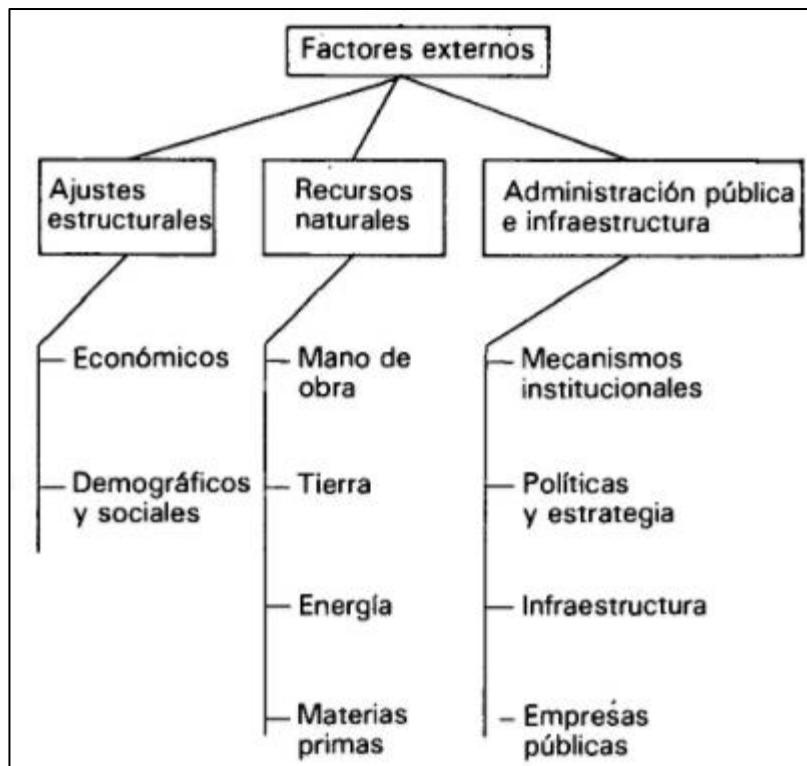 Factores externos
Ajustes
estructurales
Recursos
naturales
Administración pública
e infraestructura
Económicos
Demográficos
y sociales
Mano de
obra
Tierra
Energía
Materias
primas
Mecanismos
institucionales
Políticas
y estrategia
Infraestructura
Empresas
públicas